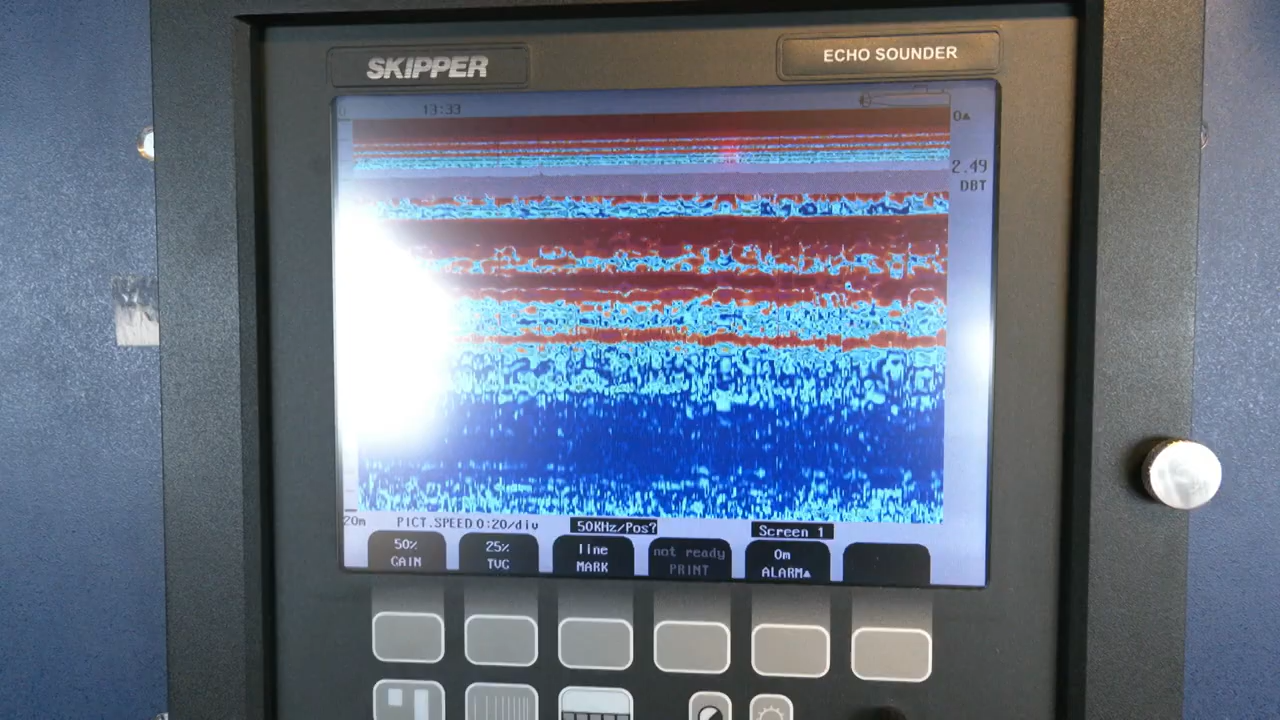 SKIPPER
ECHO SOUNDER
13:33
0▲
2.49
DBT
20m
PICT.SPEED 0:20/div
50KHz/Pos?
Screen 1
50%
GAIN
25%
TVG
line
MARK
not ready
PRINT
0m
ALARM▲